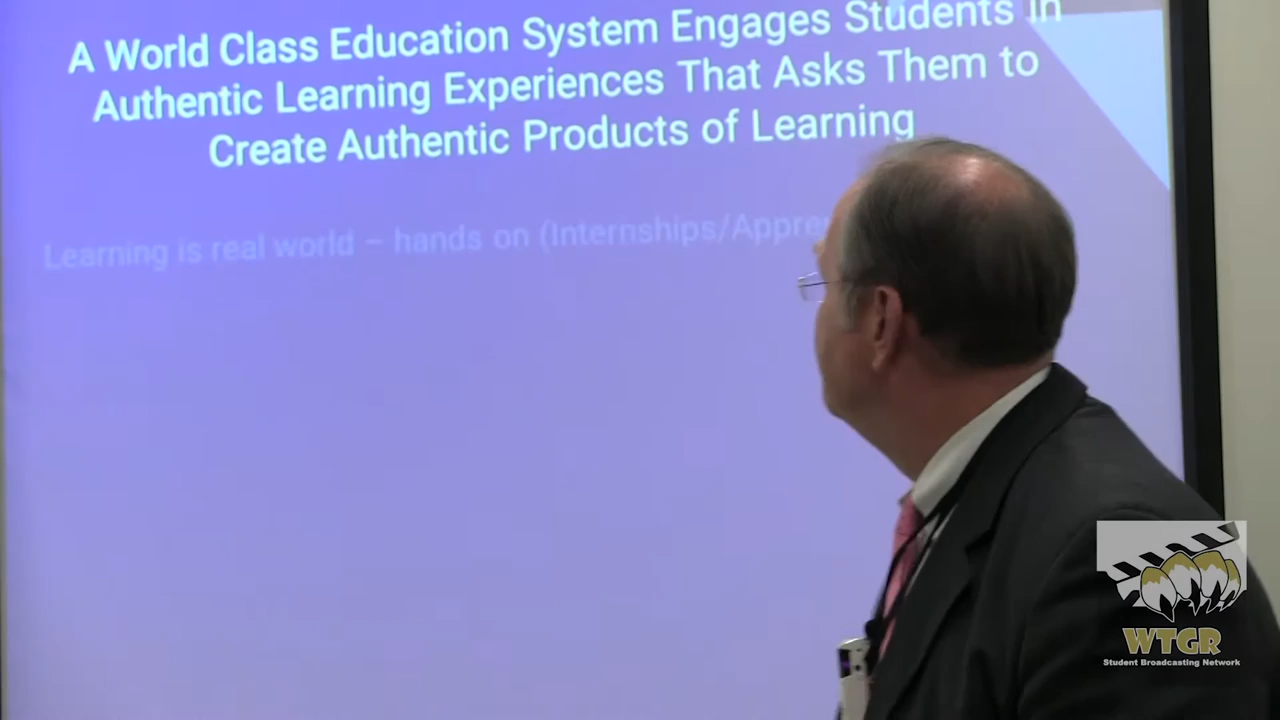 A World Class Education System Engages Students in
Authentic Learning Experiences That Asks Them to
Create Authentic Products of Learning
Learning is real world – hands on (Internships/Appre
WTGR
Student Broadcasting Network